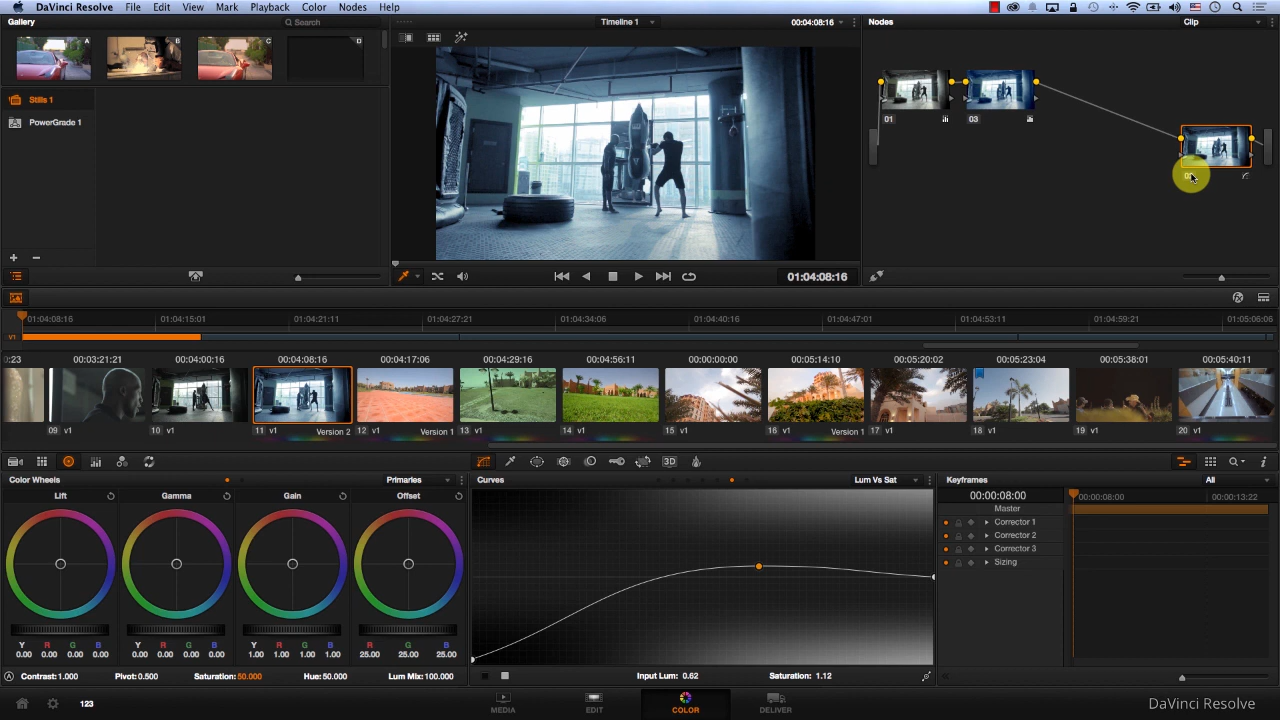 DaVinci Resolve File Edit View Mark Playback Color Nodes Help
Gallery Search Timeline 1 00:04:08:16 Nodes Clip
A B C D
Stills 1
PowerGrade 1
01 03
01:04:08:16
01:04:08:16 01:04:15:01 01:04:21:11 01:04:27:21 01:04:34:06 01:04:40:16 01:04:47:01 01:04:53:11 01:04:59:21 01:05:06:06
V1
0:23 00:03:21:21 00:04:00:16 00:04:08:16 00:04:17:06 00:04:29:16 00:04:56:11 00:00:00:00 00:05:14:10 00:05:20:02 00:05:23:04 00:05:38:01 00:05:40:11
09 v1 10 v1 11 v1 Version 2 12 v1 Version 1 13 v1 14 v1 15 v1 16 v1 Version 1 17 v1 18 v1 19 v1 20 v1
3D
Color Wheels Primaries Curves Lum Vs Sat Keyframes All
Lift Gamma Gain Offset
00:00:08:00 00:00:08:00 00:00:13:22
Master
Corrector 1
Corrector 2
Corrector 3
Sizing
Y R G B Y R G B Y R G B R G B
0.00 0.00 0.00 0.00 0.00 0.00 0.00 0.00 1.00 1.00 1.00 1.00 25.00 25.00 25.00
A Contrast:1.000 Pivot:0.500 Saturation:50.000 Hue:50.000 Lum Mix:100.000 Input Lum: 0.62 Saturation: 1.12
MEDIA EDIT COLOR DELIVER
DaVinci Resolve